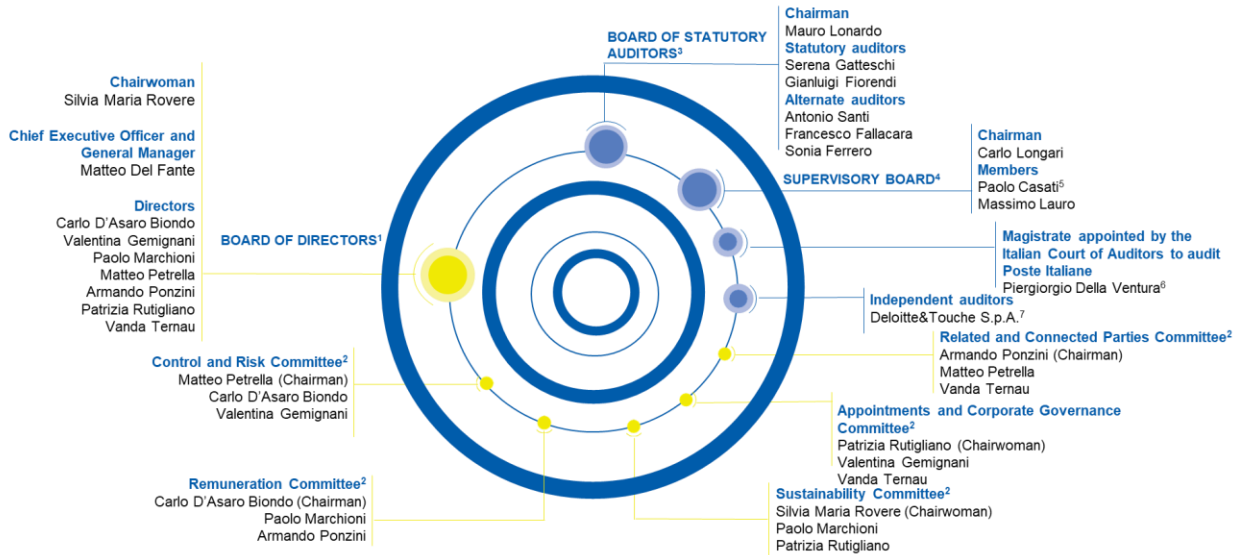 Chairwoman
Silvia Maria Rovere
Chief Executive Officer and
General Manager
Matteo Del Fante
Directors
Carlo D'Asaro Biondo
Valentina Gemignani
Paolo Marchioni
Matteo Petrella
Armando Ponzini
Patrizia Rutigliano
Vanda Ternau
BOARD OF DIRECTORS¹
BOARD OF STATUTORY
AUDITORS³
Chairman
Mauro Lonardo
Statutory auditors
Serena Gatteschi
Gianluigi Fiorendi
Alternate auditors
Antonio Santi
Francesco Fallacara
Sonia Ferrero
SUPERVISORY BOARD⁴
Chairman
Carlo Longari
Members
Paolo Casati⁵
Massimo Lauro
Magistrate appointed by the
Italian Court of Auditors to audit
Poste Italiane
Piergiorgio Della Ventura⁶
Independent auditors
Deloitte&Touche S.p.A.⁷
Related and Connected Parties Committee²
Armando Ponzini (Chairman)
Matteo Petrella
Vanda Ternau
Appointments and Corporate Governance
Committee²
Patrizia Rutigliano (Chairwoman)
Valentina Gemignani
Vanda Ternau
Sustainability Committee²
Silvia Maria Rovere (Chairwoman)
Paolo Marchioni
Patrizia Rutigliano
Control and Risk Committee²
Matteo Petrella (Chairman)
Carlo D'Asaro Biondo
Valentina Gemignani
Remuneration Committee²
Carlo D'Asaro Biondo (Chairman)
Paolo Marchioni
Armando Ponzini